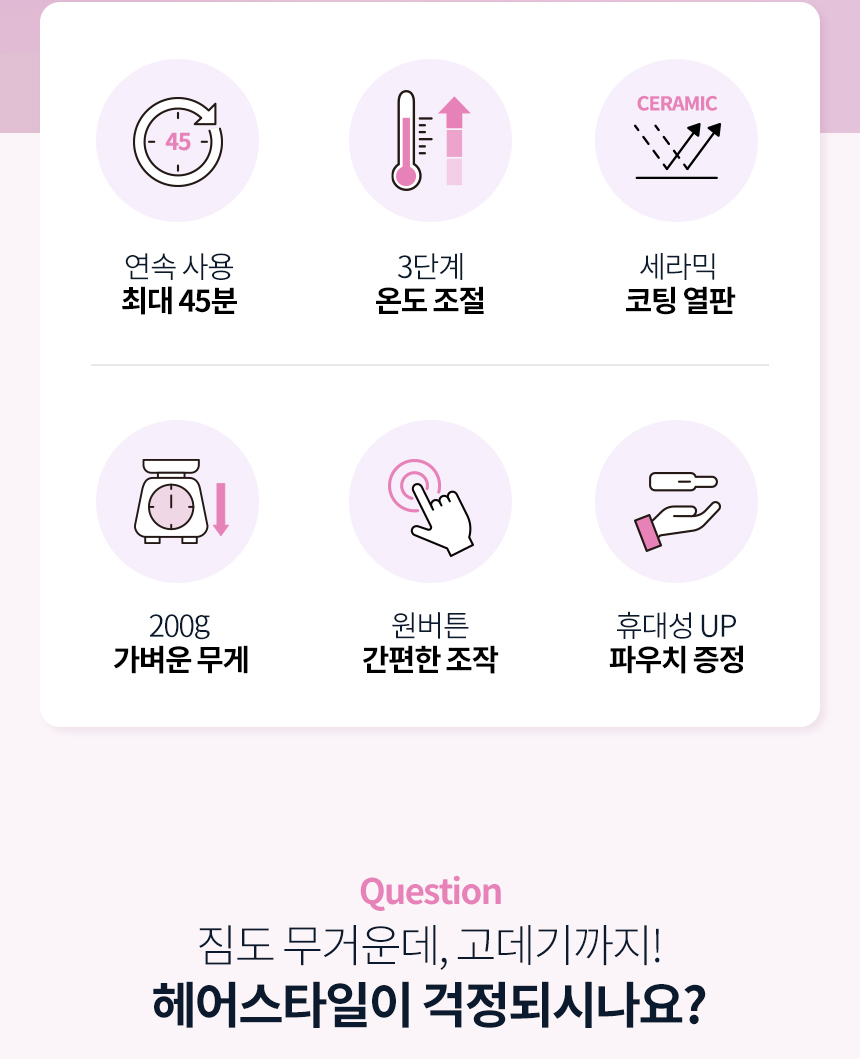 45
CERAMIC
연속 사용
최대 45분
3단계
온도 조절
세라믹
코팅 열판
200g
가벼운 무게
원버튼
간편한 조작
휴대성 UP
파우치 증정
Question
짐도 무거운데, 고데기까지!
헤어스타일이 걱정되시나요?